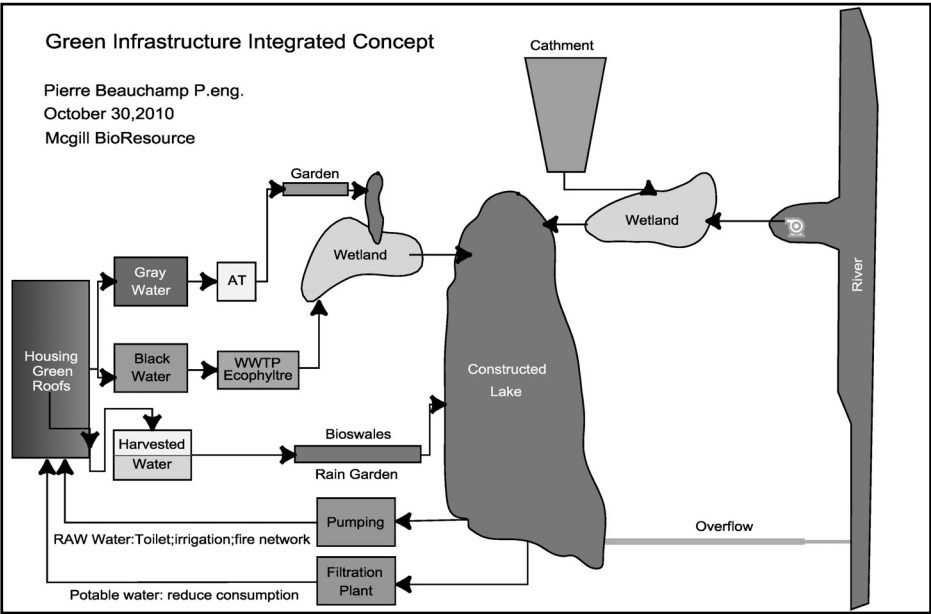 Green Infrastructure Integrated Concept
Pierre Beauchamp P.eng.
October 30,2010
Mcgill BioResource
Cathment
Garden
Wetland
Wetland
Gray
Water
AT
River
Housing
Green
Roofs
Black
Water
WWTP
Ecophyltre
Constructed
Lake
Harvested
Water
Bioswales
Rain Garden
Pumping
RAW Water:Toilet;irrigation;fire network
Overflow
Filtration
Plant
Potable water: reduce consumption